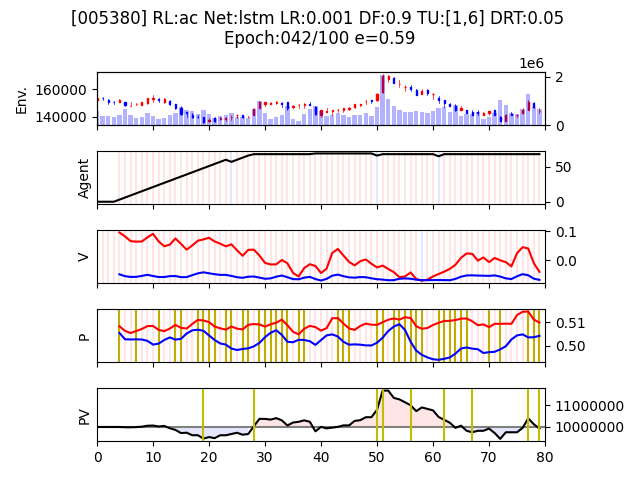 [005380] RL:ac Net:lstm LR:0.001 DF:0.9 TU:[1,6] DRT:0.05
Epoch:042/100 e=0.59
1e6
Env.
160000
140000
2
0
Agent
50
0
V
0.1
0.0
P
0.51
0.50
PV
11000000
10000000
0 10 20 30 40 50 60 70 80